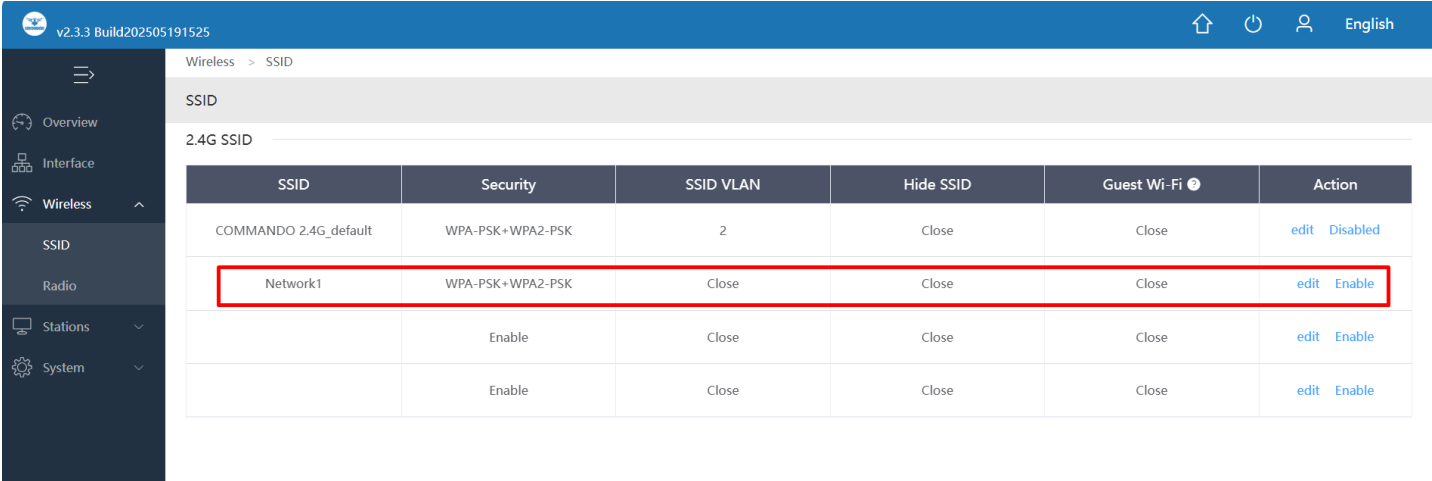 v2.3.3 Build202505191525
English
Wireless > SSID
SSID
Overview
2.4G SSID
Interface
SSID Security SSID VLAN Hide SSID Guest Wi-Fi ? Action
Wireless
COMMANDO 2.4G_default WPA-PSK+WPA2-PSK 2 Close Close edit Disabled
SSID
Network1 WPA-PSK+WPA2-PSK Close Close Close edit Enable
Radio
Stations
Enable Close Close Close edit Enable
System
Enable Close Close Close edit Enable